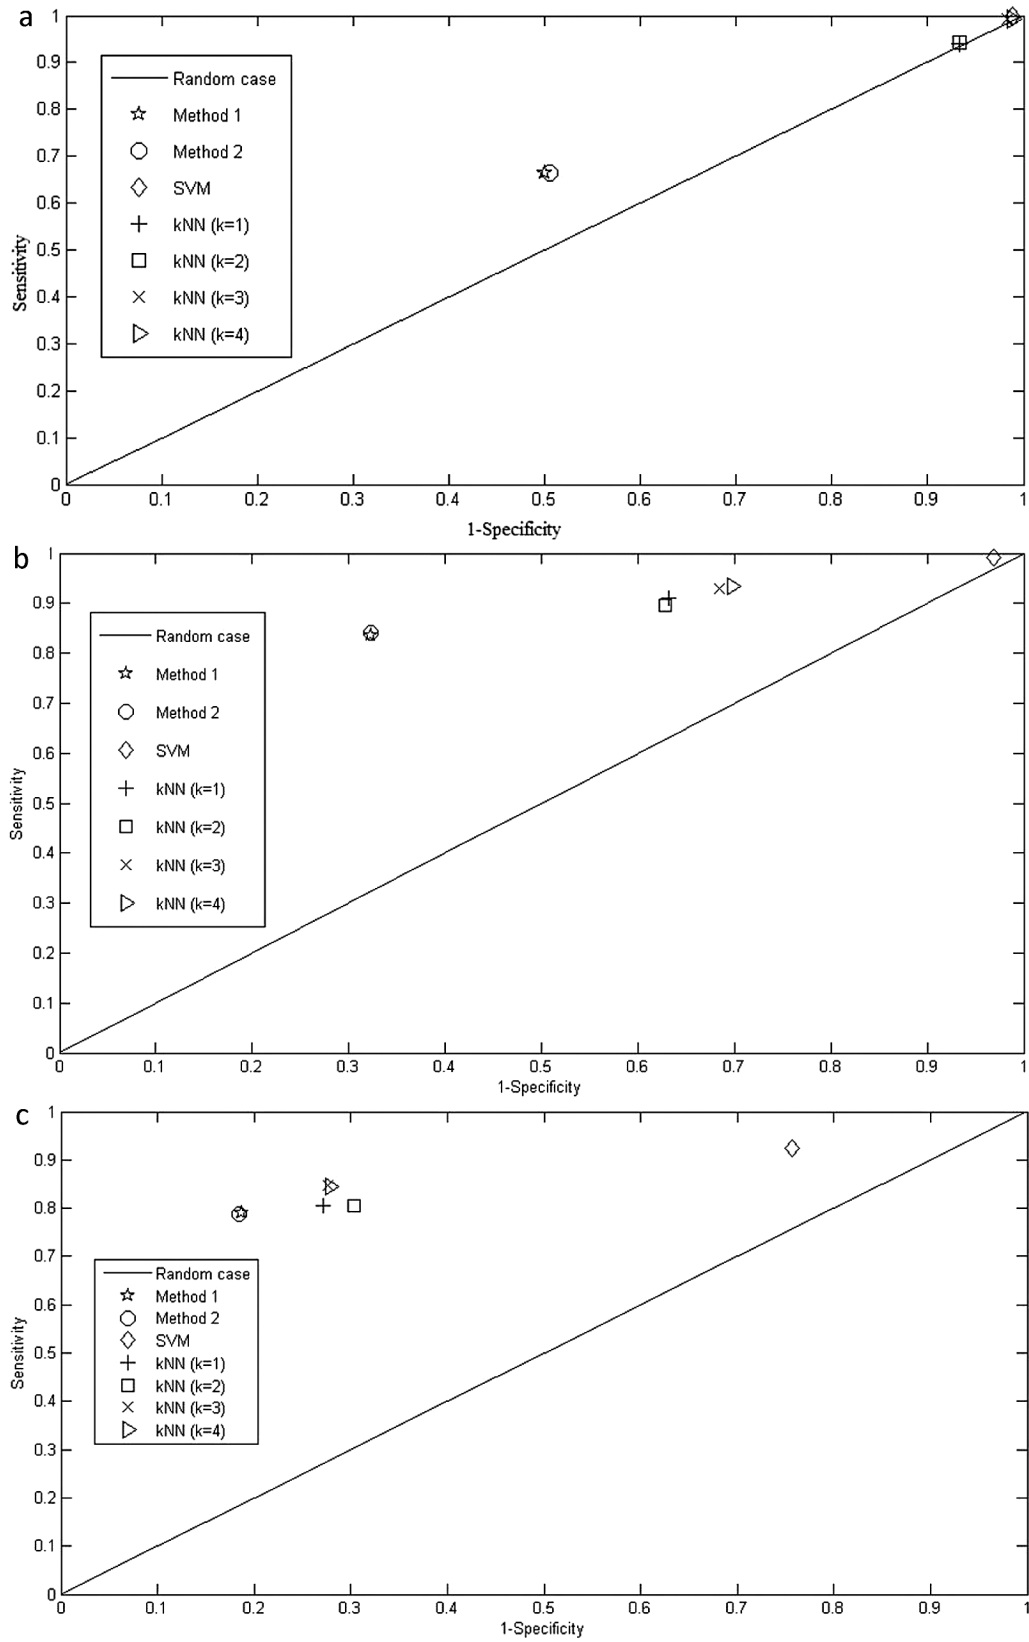 a
1
0.9
0.8
0.7
0.6
0.5
0.4
0.3
0.2
0.1
0
Sensitivity
Random case
Method 1
Method 2
SVM
kNN (k=1)
kNN (k=2)
kNN (k=3)
kNN (k=4)
0 0.1 0.2 0.3 0.4 0.5 0.6 0.7 0.8 0.9 1
1-Specificity
b
1
0.9
0.8
0.7
0.6
0.5
0.4
0.3
0.2
0.1
0
Sensitivity
Random case
Method 1
Method 2
SVM
kNN (k=1)
kNN (k=2)
kNN (k=3)
kNN (k=4)
0 0.1 0.2 0.3 0.4 0.5 0.6 0.7 0.8 0.9 1
1-Specificity
c
1
0.9
0.8
0.7
0.6
0.5
0.4
0.3
0.2
0.1
0
Sensitivity
Random case
Method 1
Method 2
SVM
kNN (k=1)
kNN (k=2)
kNN (k=3)
kNN (k=4)
0 0.1 0.2 0.3 0.4 0.5 0.6 0.7 0.8 0.9 1
1-Specificity